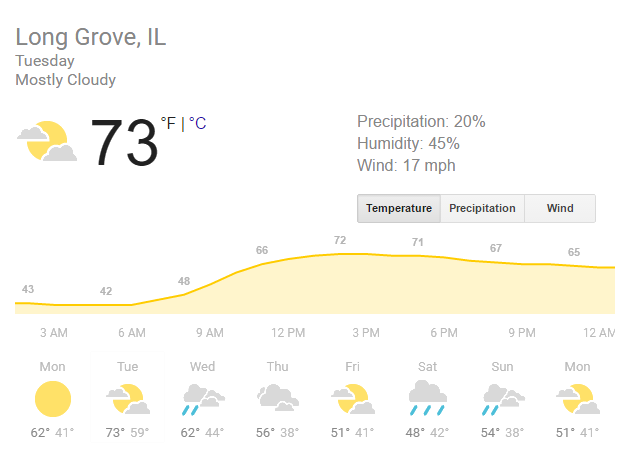 Long Grove, IL
Tuesday
Mostly Cloudy
73 °F | °C
Precipitation: 20%
Humidity: 45%
Wind: 17 mph
Temperature Precipitation Wind
43 42 48 66 72 71 67 65
3 AM 6 AM 9 AM 12 PM 3 PM 6 PM 9 PM 12 AM
Mon Tue Wed Thu Fri Sat Sun Mon
62° 41° 73° 59° 62° 44° 56° 38° 51° 41° 48° 42° 54° 38° 51° 41°